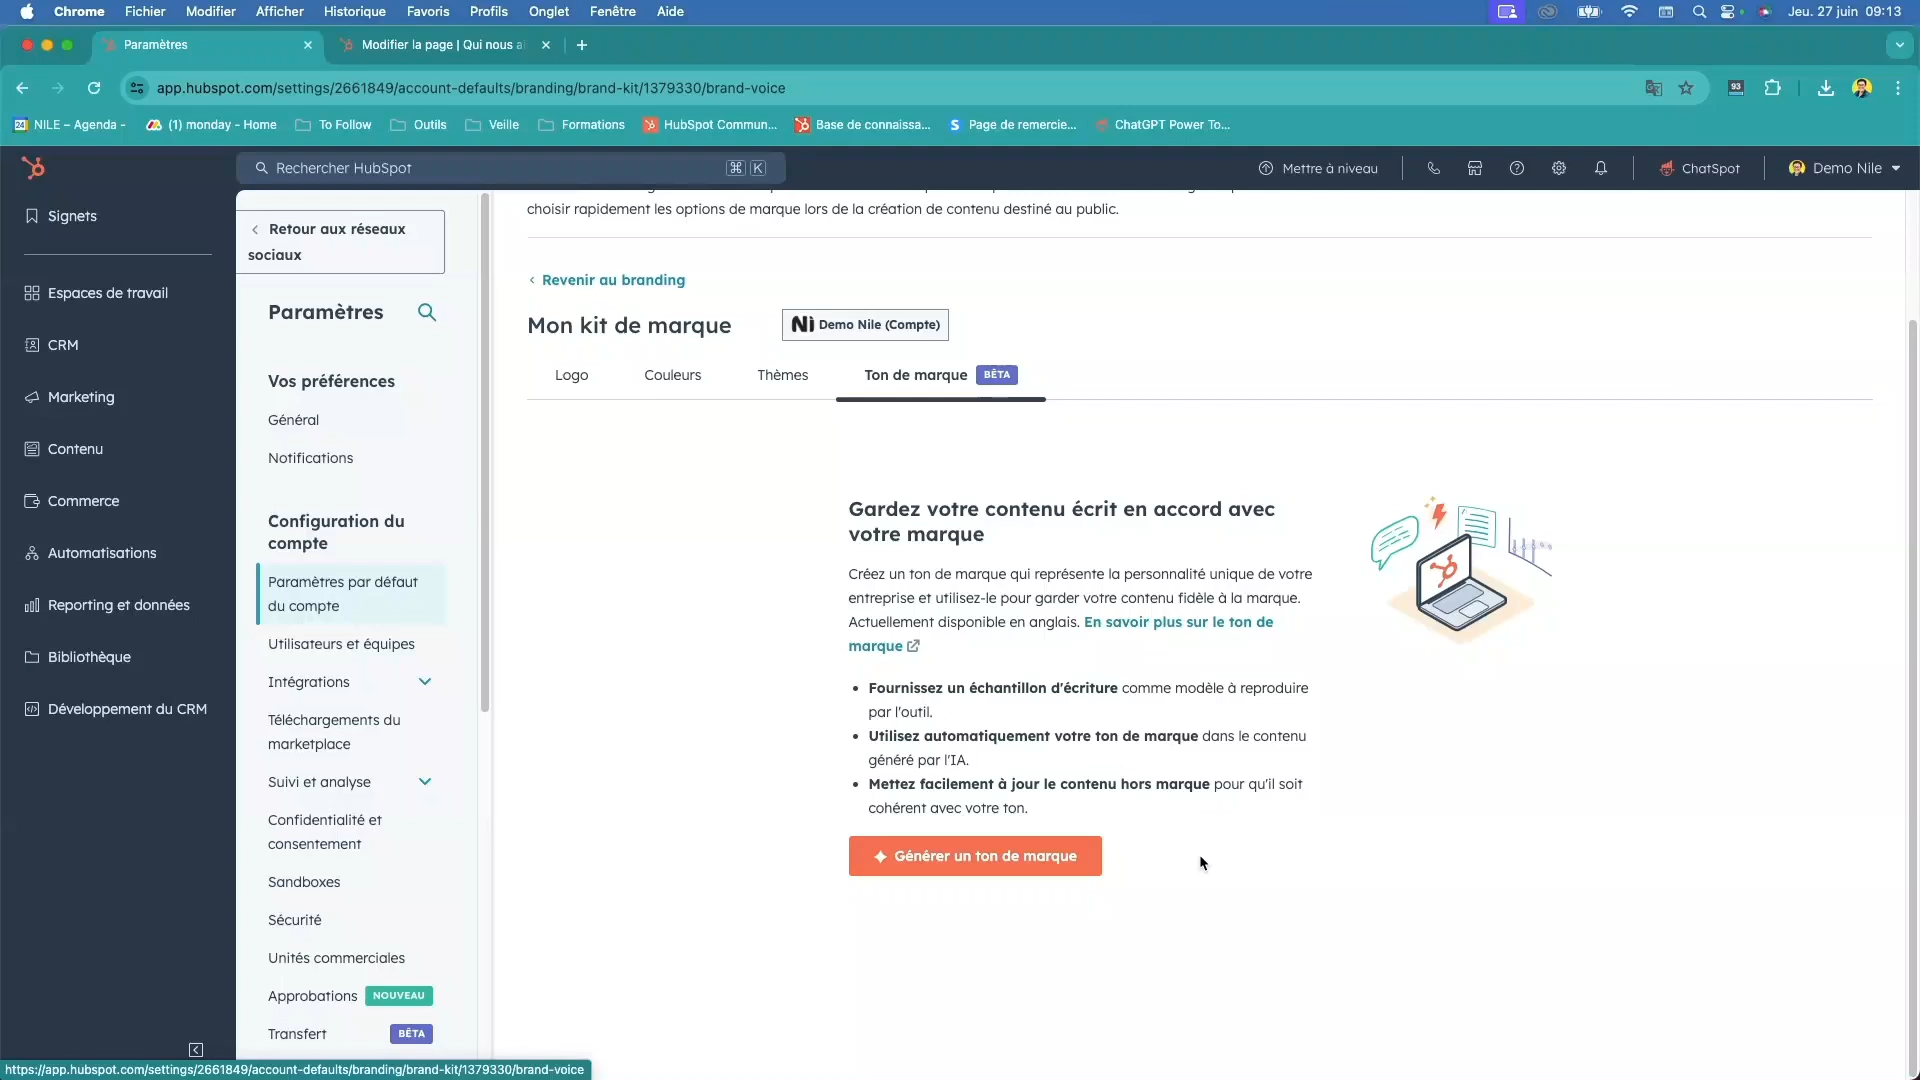 Chrome Fichier Modifier Afficher Historique Favoris Profils Onglet Fenêtre Aide Jeu. 27 juin 09:13
Paramètres
Modifier la page | Qui nous a
app.hubspot.com/settings/2661849/account-defaults/branding/brand-kit/1379330/brand-voice
93
24 NILE – Agenda - (1) monday - Home To Follow Outils Veille Formations HubSpot Commun... Base de connaissa... S Page de remercie... ChatGPT Power To...
Rechercher HubSpot ⌘ K
Mettre à niveau
ChatSpot
Demo Nile
Signets
Espaces de travail
CRM
Marketing
Contenu
Commerce
Automatisations
Reporting et données
Bibliothèque
Développement du CRM
Retour aux réseaux
sociaux
Paramètres
Vos préférences
Général
Notifications
Configuration du
compte
Paramètres par défaut
du compte
Utilisateurs et équipes
Intégrations
Téléchargements du
marketplace
Suivi et analyse
Confidentialité et
consentement
Sandboxes
Sécurité
Unités commerciales
Approbations NOUVEAU
Transfert BÊTA
choisir rapidement les options de marque lors de la création de contenu destiné au public.
Revenir au branding
Mon kit de marque
Ni Demo Nile (Compte)
Logo Couleurs Thèmes Ton de marque BÊTA
Gardez votre contenu écrit en accord avec
votre marque
Créez un ton de marque qui représente la personnalité unique de votre
entreprise et utilisez-le pour garder votre contenu fidèle à la marque.
Actuellement disponible en anglais. En savoir plus sur le ton de
marque
• Fournissez un échantillon d'écriture comme modèle à reproduire
par l'outil.
• Utilisez automatiquement votre ton de marque dans le contenu
généré par l'IA.
• Mettez facilement à jour le contenu hors marque pour qu'il soit
cohérent avec votre ton.
Générer un ton de marque
https://app.hubspot.com/settings/2661849/account-defaults/branding/brand-kit/1379330/brand-voice